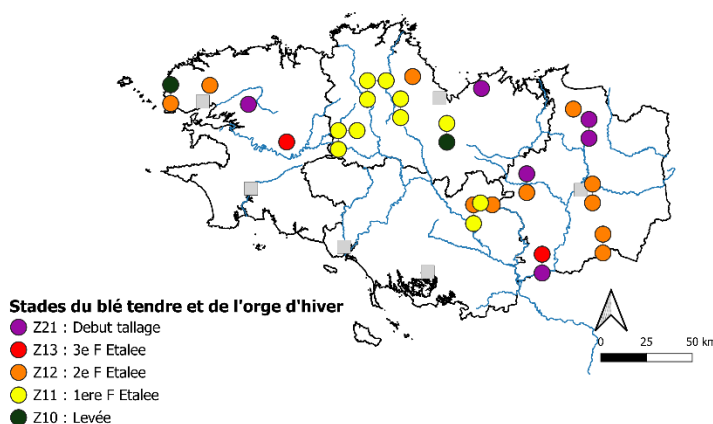 Stades du blé tendre et de l'orge d'hiver
Z21 : Debut tallage
Z13 : 3e F Etalee
Z12 : 2e F Etalee
Z11 : 1ere F Etalee
Z10 : Levée
0 25 50 km